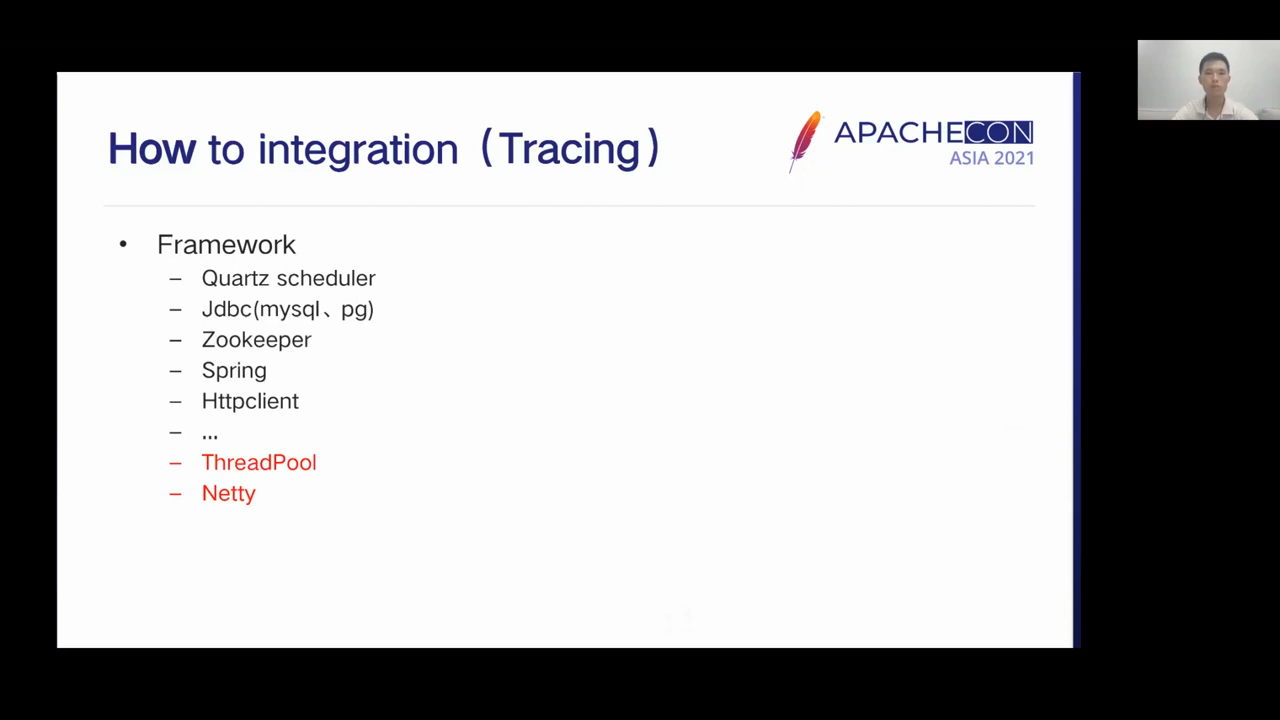 How to integration（Tracing）
APACHECON
ASIA 2021
• Framework
– Quartz scheduler
– Jdbc(mysql、pg)
– Zookeeper
– Spring
– Httpclient
– ...
– ThreadPool
– Netty